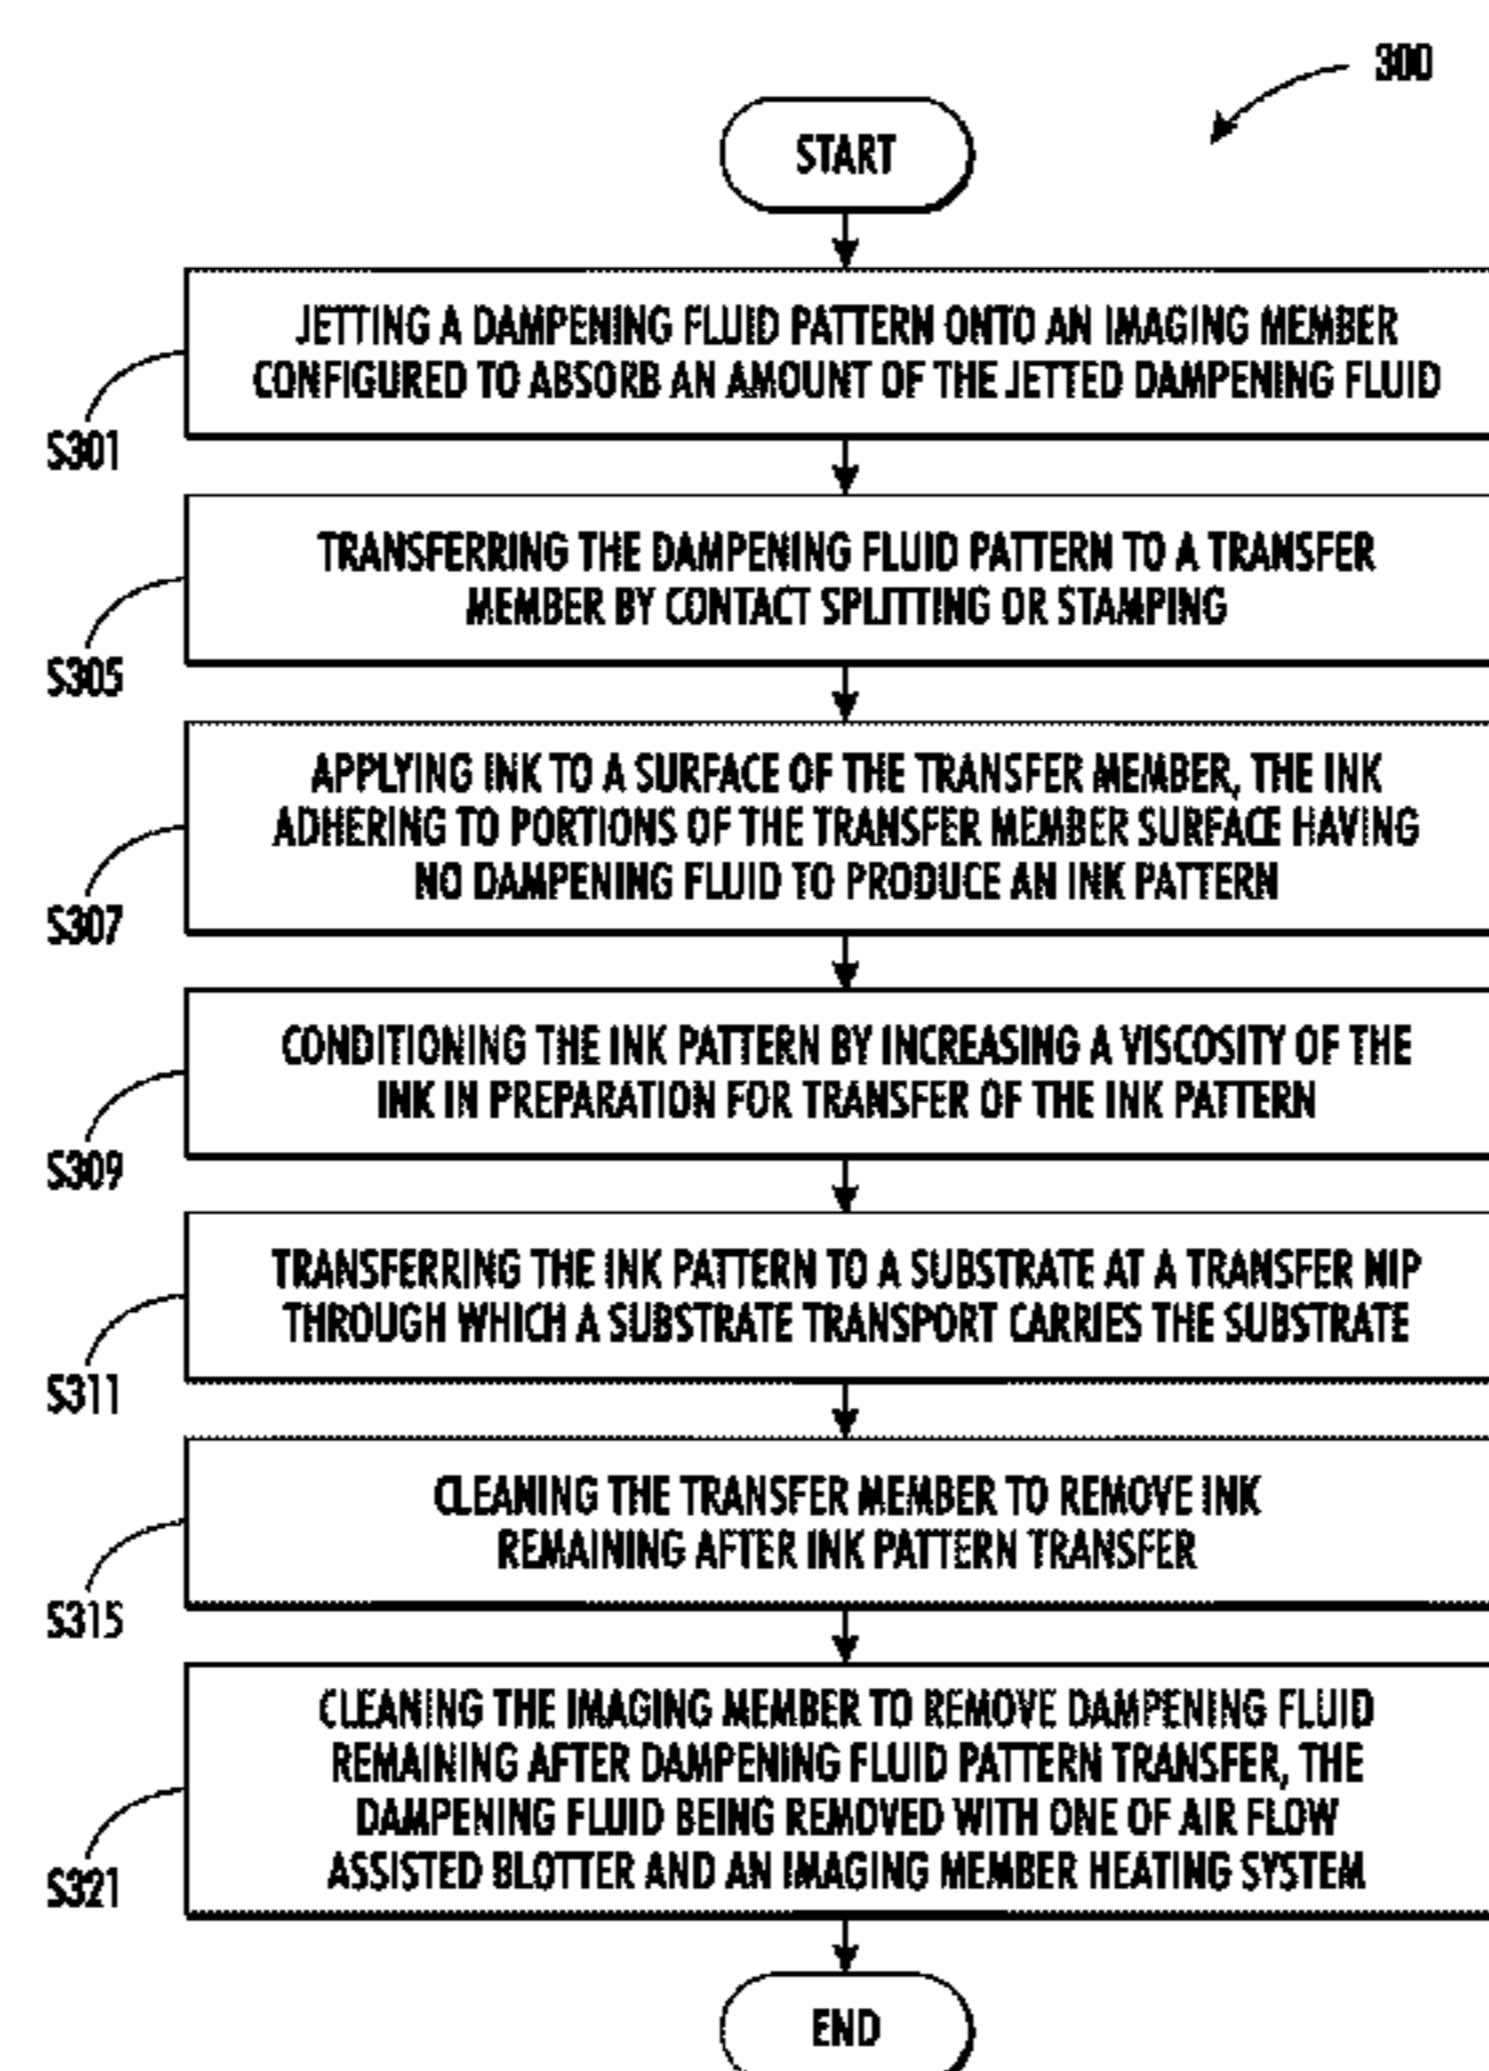 300
START
JETTING A DAMPENING FLUID PATTERN ONTO AN IMAGING MEMBER
CONFIGURED TO ABSORB AN AMOUNT OF THE JETTED DAMPENING FLUID
S301
TRANSFERRING THE DAMPENING FLUID PATTERN TO A TRANSFER
MEMBER BY CONTACT SPLITTING OR STAMPING
S305
APPLYING INK TO A SURFACE OF THE TRANSFER MEMBER, THE INK
ADHERING TO PORTIONS OF THE TRANSFER MEMBER SURFACE HAVING
NO DAMPENING FLUID TO PRODUCE AN INK PATTERN
S307
CONDITIONING THE INK PATTERN BY INCREASING A VISCOSITY OF THE
INK IN PREPARATION FOR TRANSFER OF THE INK PATTERN
S309
TRANSFERRING THE INK PATTERN TO A SUBSTRATE AT A TRANSFER NIP
THROUGH WHICH A SUBSTRATE TRANSPORT CARRIES THE SUBSTRATE
S311
CLEANING THE TRANSFER MEMBER TO REMOVE INK
REMAINING AFTER INK PATTERN TRANSFER
S315
CLEANING THE IMAGING MEMBER TO REMOVE DAMPENING FLUID
REMAINING AFTER DAMPENING FLUID PATTERN TRANSFER, THE
DAMPENING FLUID BEING REMOVED WITH ONE OF AIR FLOW
ASSISTED BLOTTER AND AN IMAGING MEMBER HEATING SYSTEM
S321
END